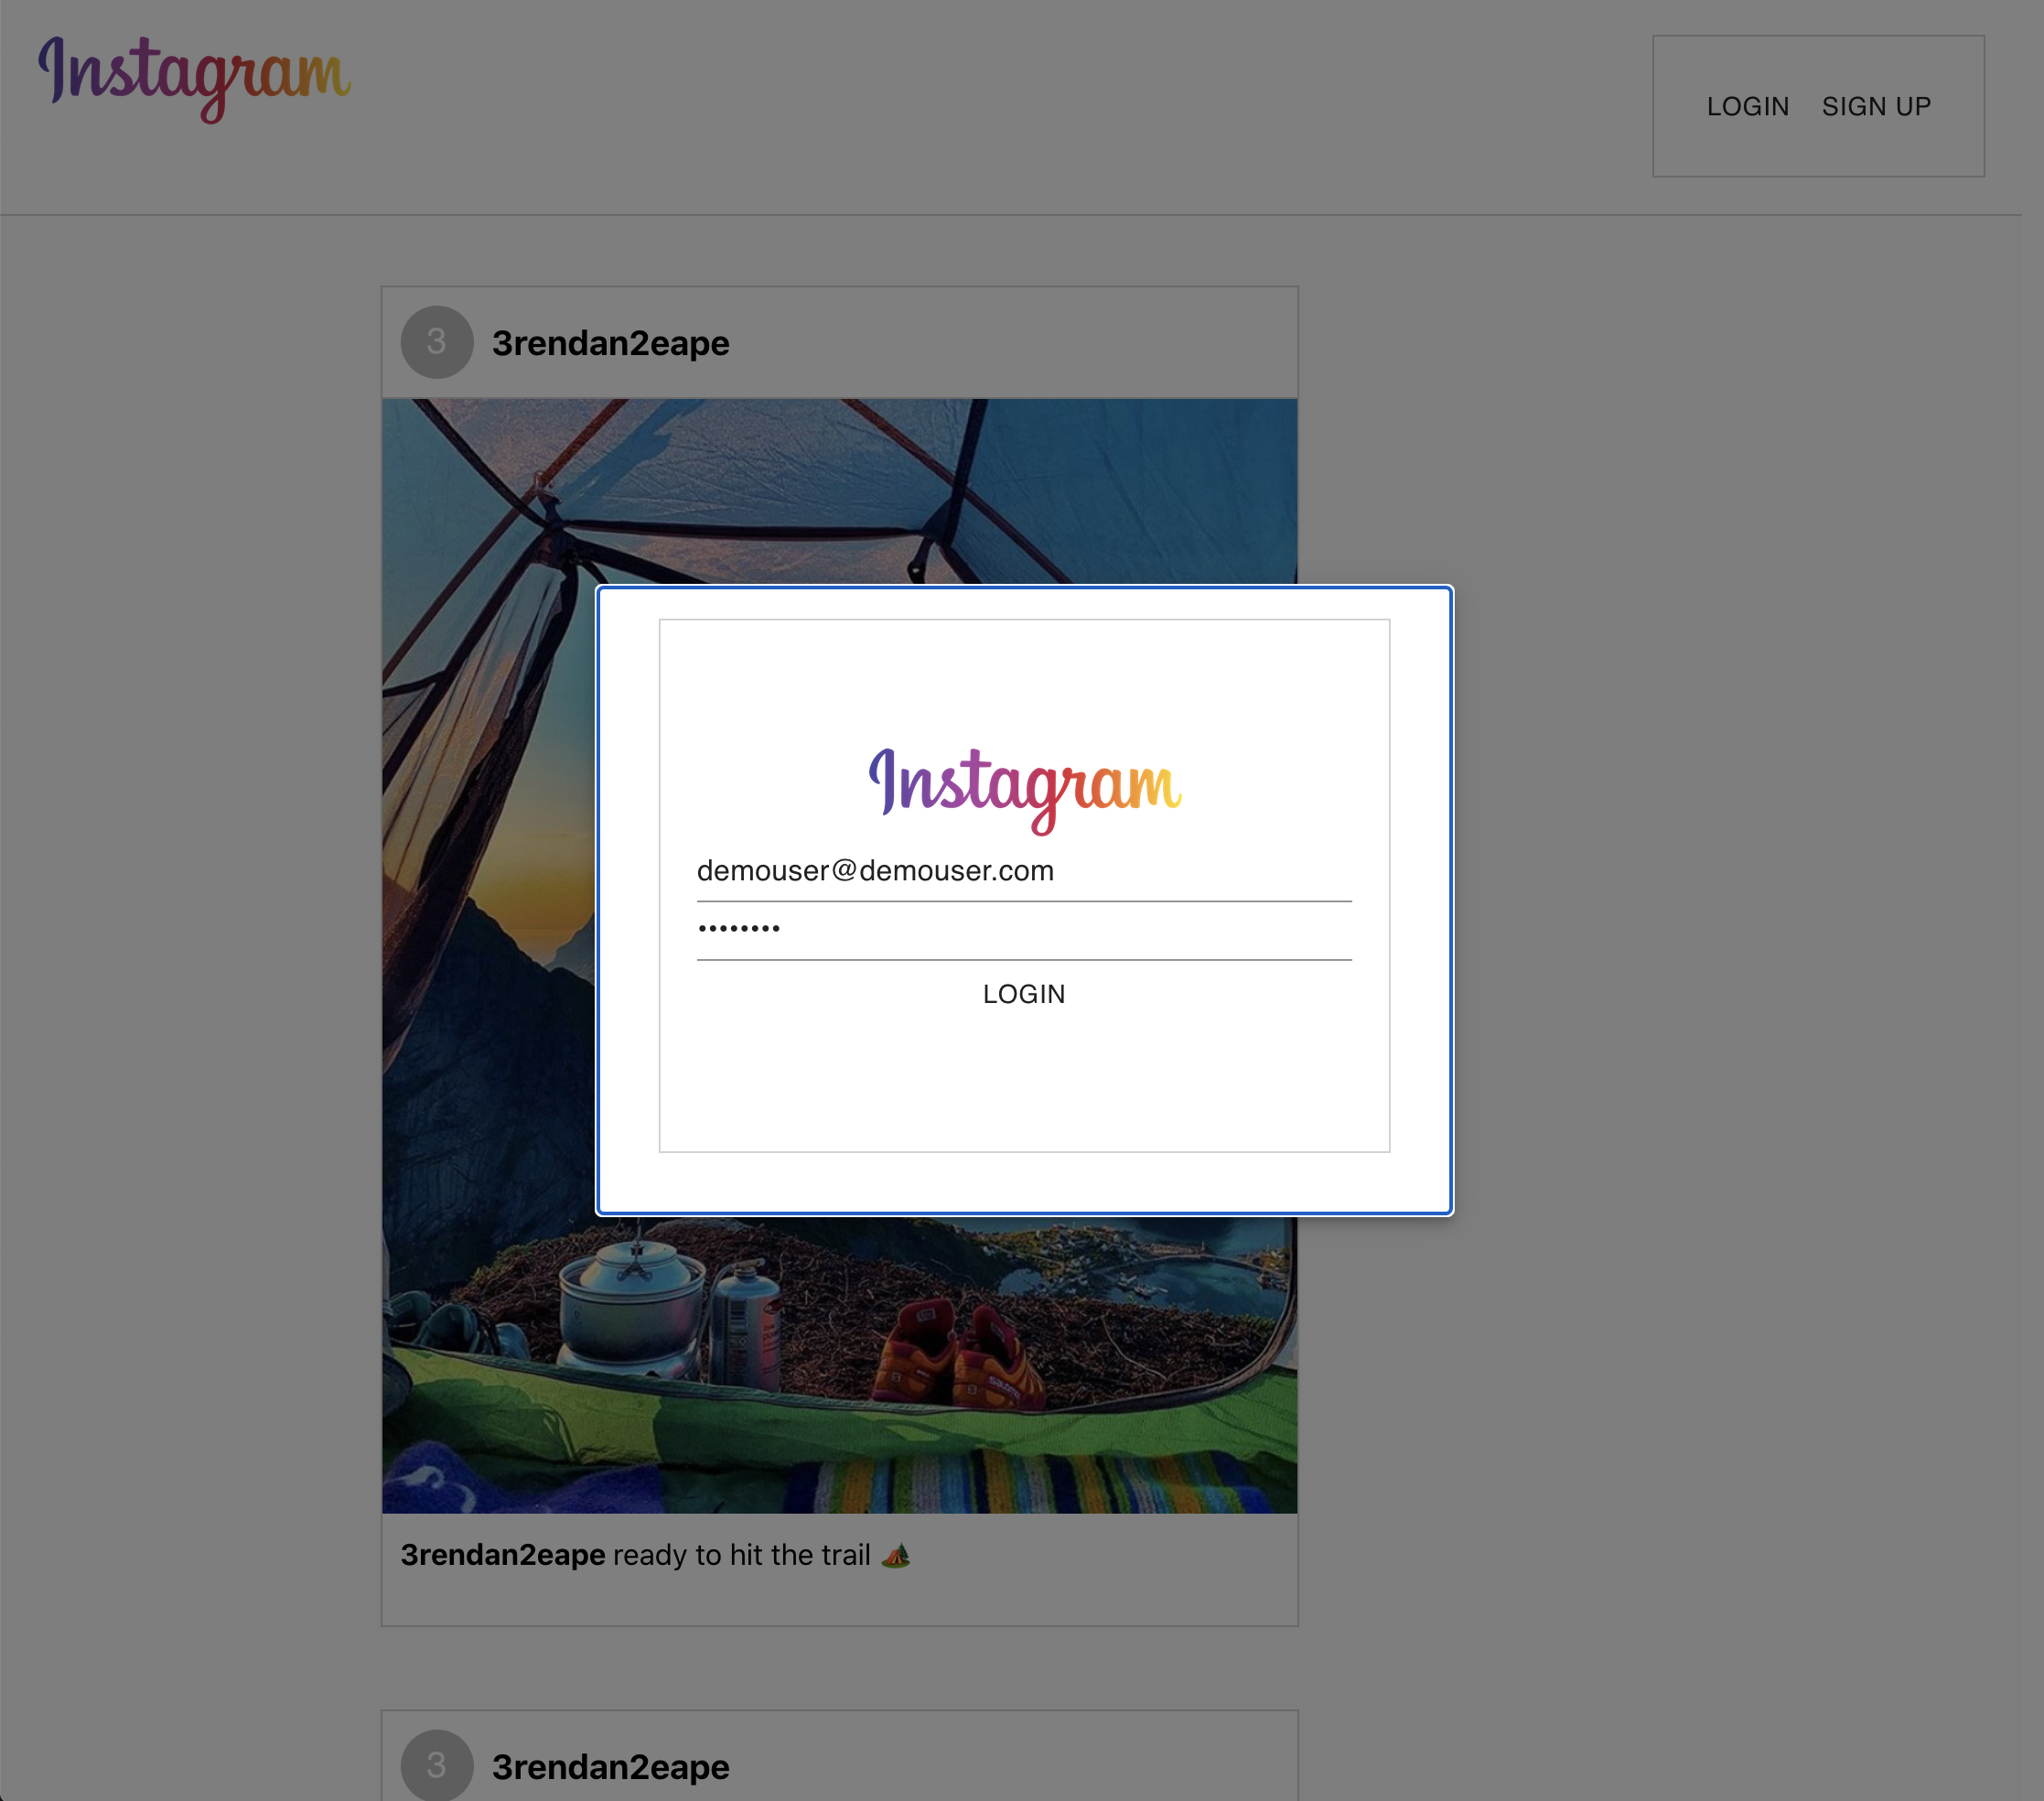 Instagram
LOGIN SIGN UP
3 3rendan2eape
Instagram
demouser@demouser.com
••••••••
LOGIN
salomon
3rendan2eape ready to hit the trail 🏕️
3 3rendan2eape